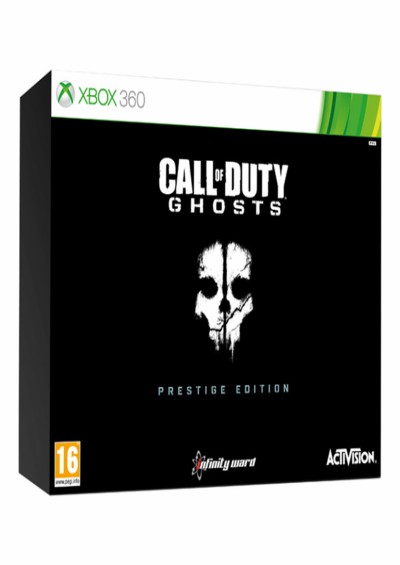 XBOX 360
CALL OF DUTY
GHOSTS
PRESTIGE EDITION
16
www.pegi.info
infinity ward
ACTIVISION